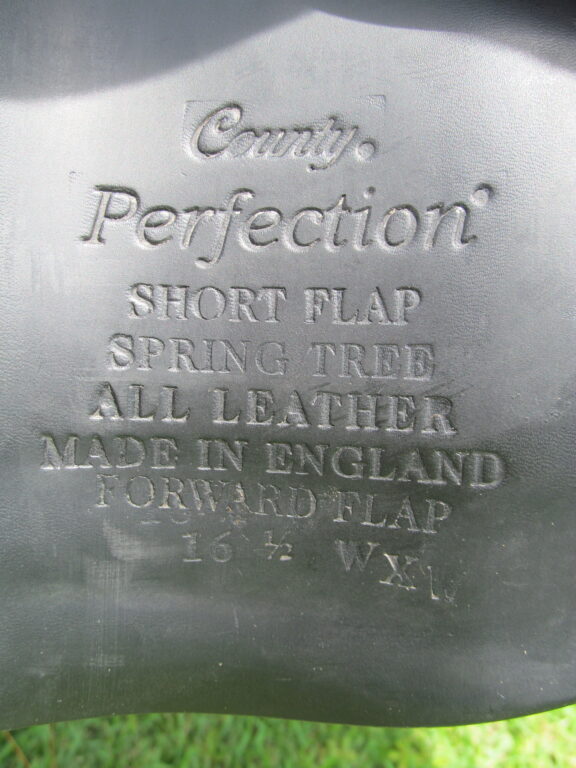 County.
Perfection
SHORT FLAP
SPRING TREE
ALL LEATHER
MADE IN ENGLAND
FORWARD FLAP
16 ½ W X W